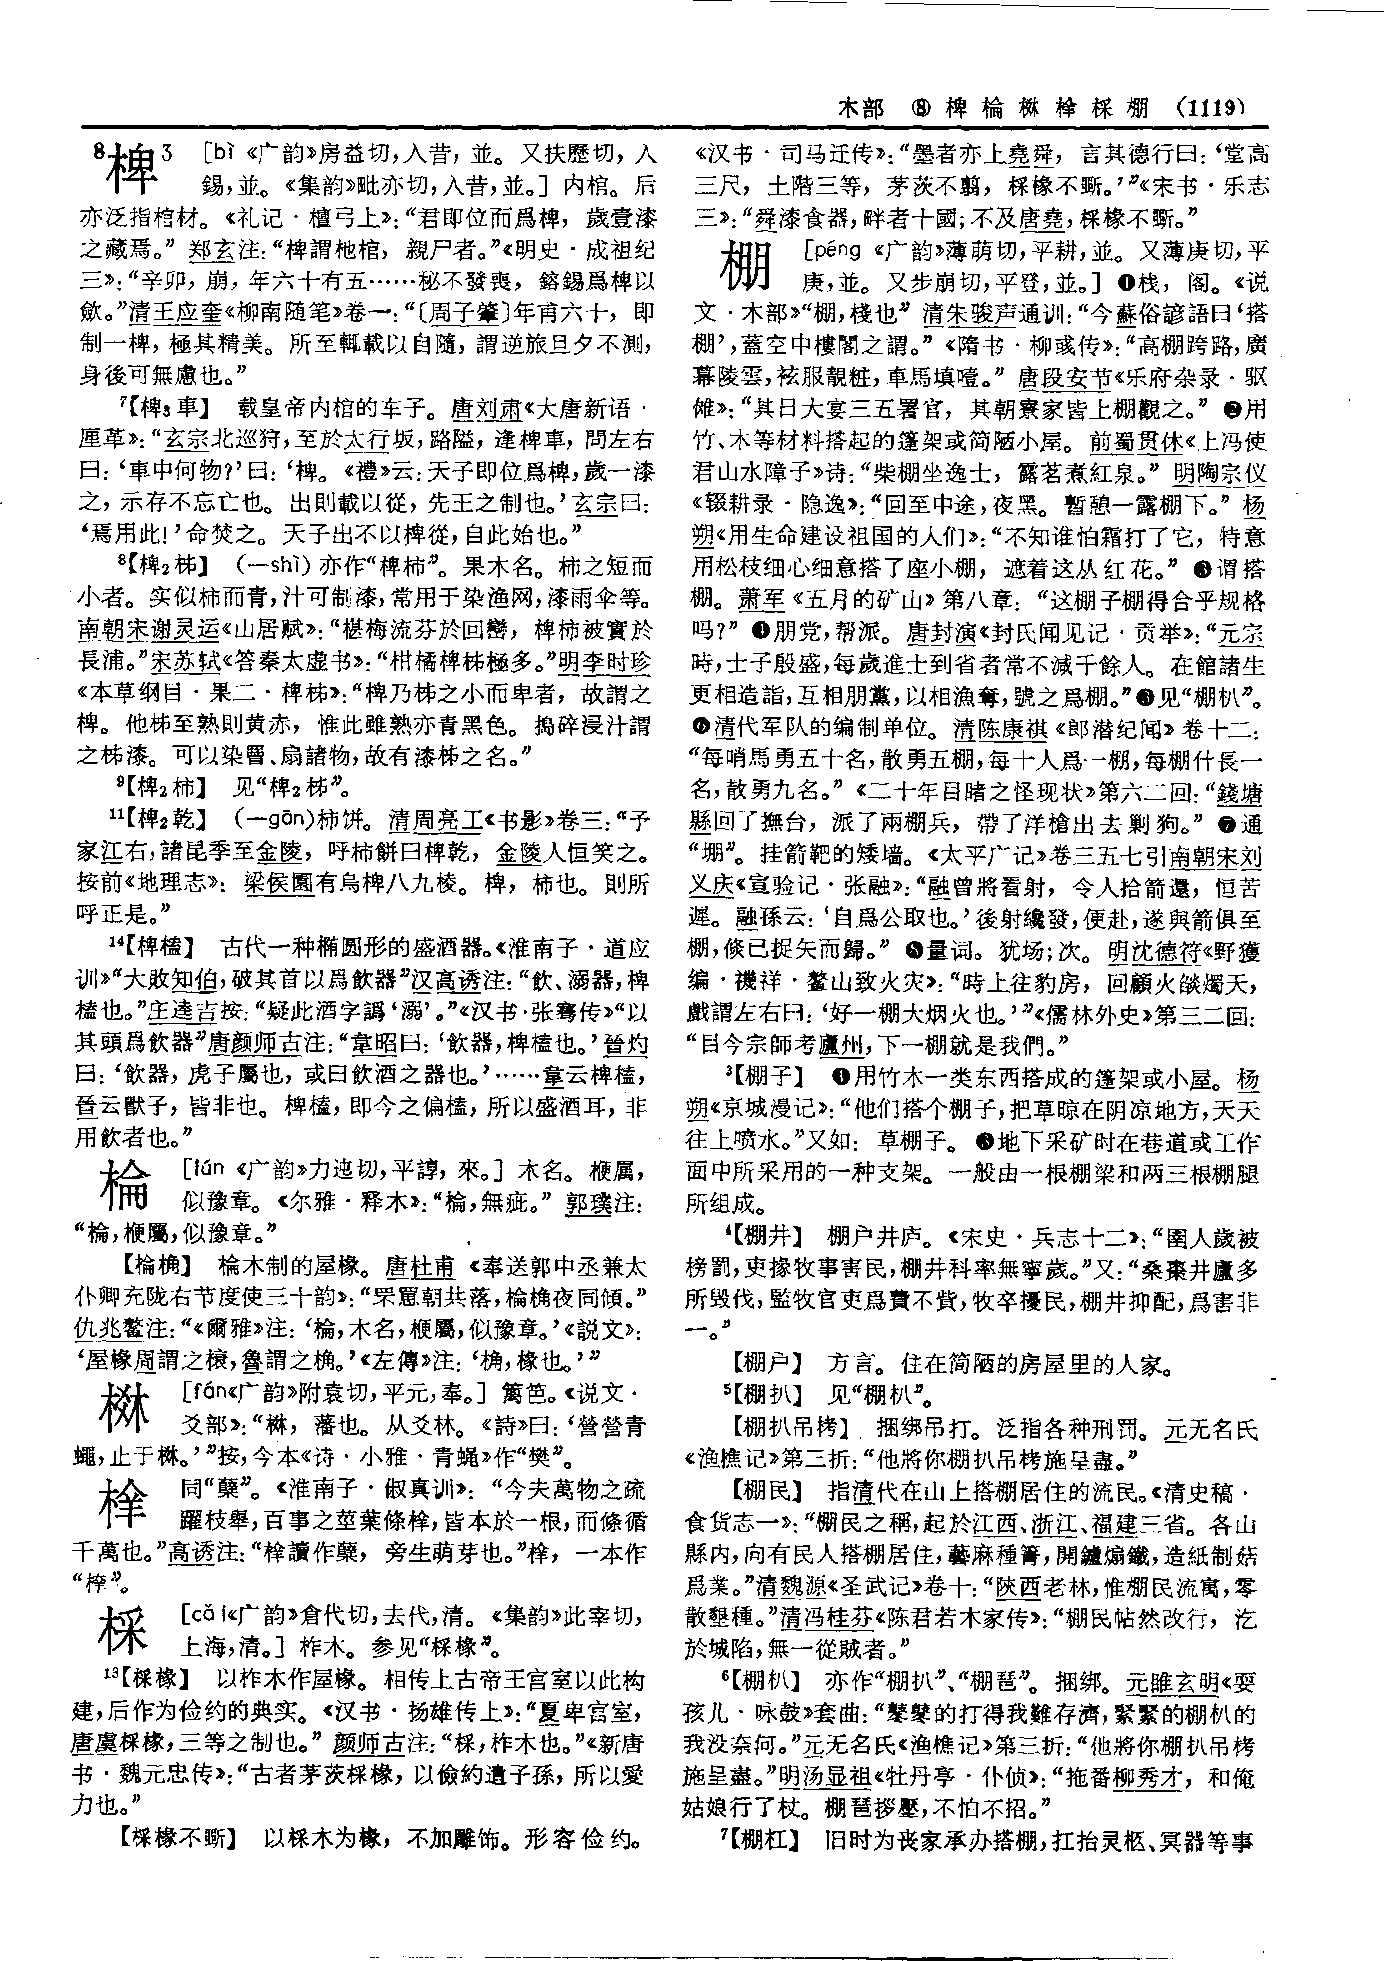 木部 ⑧ 椑 棆 棥 㭸 棌 棚 (1119)
⁸椑₃ [bì《广韵》房益切,入昔,並。又扶歷切,入
錫,並。《集韵》毗亦切,入昔,並。] 内棺。后
亦泛指棺材。《礼记·檀弓上》:“君即位而爲椑,歲壹漆
之藏焉。”郑玄注:“椑謂杝棺,親尸者。”《明史·成祖纪
三》:“辛卯,崩,年六十有五……秘不發喪,鎔錫爲椑以
斂。”清王应奎《柳南随笔》卷一:“〔周子肇〕年甫六十,即
制一椑,極其精美。所至輒載以自隨,謂逆旅旦夕不測,
身後可無慮也。”
⁷【椑₃車】 载皇帝内棺的车子。唐刘肃《大唐新语·
厘革》:“玄宗北巡狩,至於太行坂,路隘,逢椑車,問左右
曰:‘車中何物?’曰:‘椑。《禮》云:天子即位爲椑,歲一漆
之,示存不忘亡也。出則載以從,先王之制也。’玄宗曰:
‘焉用此!’命焚之。天子出不以椑從,自此始也。”
⁸【椑₂枾】 (—shì) 亦作“椑柿”。果木名。柿之短而
小者。实似柿而青,汁可制漆,常用于染渔网,漆雨伞等。
南朝宋谢灵运《山居赋》:“椹梅流芬於回巒,椑柿被實於
長浦。”宋苏轼《答秦太虚书》:“柑橘椑枾極多。”明李时珍
《本草纲目·果二·椑枾》:“椑乃枾之小而卑者,故謂之
椑。他枾至熟則黄赤,惟此雖熟亦青黑色。搗碎浸汁謂
之枾漆。可以染罾、扇諸物,故有漆枾之名。”
⁹【椑₂柿】 见“椑₂枾”。
¹¹【椑₂乾】 (—gān)柿饼。清周亮工《书影》卷三:“予
家江右,諸昆季至金陵,呼柿餅曰椑乾,金陵人恒笑之。
按前《地理志》:梁侯園有烏椑八九棱。椑,柿也。則所
呼正是。”
¹⁴【椑榼】 古代一种椭圆形的盛酒器。《淮南子·道应
训》“大敗知伯,破其首以爲飲器”汉高诱注:“飲、溺器,椑
榼也。”庄逵吉按:“疑此酒字譌‘溺’。”《汉书·张骞传》“以
其頭爲飲器”唐颜师古注:“韋昭曰:‘飲器,椑榼也。’晉灼
曰:‘飲器,虎子屬也,或曰飲酒之器也。’……韋云椑榼,
晉云獸子,皆非也。椑榼,即今之偏榼,所以盛酒耳,非
用飲者也。”
棆 [lún《广韵》力迍切,平諄,來。] 木名。楩属,
似豫章。《尔雅·释木》:“棆,無疵。”郭璞注:
“棆,楩屬,似豫章。”
【棆桷】 棆木制的屋椽。唐杜甫《奉送郭中丞兼太
仆卿充陇右节度使三十韵》:“罘罳朝共落,棆桷夜同傾。”
仇兆鳌注:“《爾雅》注:‘棆,木名,楩屬,似豫章。’《説文》:
‘屋椽周謂之榱,魯謂之桷。’《左傳》注:‘桷,椽也。’”
棥 [fán《广韵》附袁切,平元,奉。] 篱笆。《说文·
爻部》:“棥,藩也。从爻林。《詩》曰:‘營營青
蠅,止于棥。’”按,今本《诗·小雅·青蝇》作“樊”。
㭸 同“蘖”。《淮南子·俶真训》:“今夫萬物之疏
躍枝舉,百事之莖葉條㭸,皆本於一根,而條循
千萬也。”高诱注:“㭸讀作蘖,旁生萌芽也。”㭸,一本作
“榟”。
棌 [cǎi《广韵》倉代切,去代,清。《集韵》此宰切,
上海,清。] 柞木。参见“棌椽”。
¹³【棌椽】 以柞木作屋椽。相传上古帝王宫室以此构
建,后作为俭约的典实。《汉书·扬雄传上》:“夏卑宫室,
唐虞棌椽,三等之制也。”颜师古注:“棌,柞木也。”《新唐
书·魏元忠传》:“古者茅茨棌椽,以儉約遺子孫,所以愛
力也。”
【棌椽不斲】 以棌木为椽,不加雕饰。形容俭约。
《汉书·司马迁传》:“墨者亦上堯舜,言其德行曰:‘堂高
三尺,土階三等,茅茨不翦,棌椽不斲。’”《宋书·乐志
三》:“舜漆食器,畔者十國;不及唐堯,棌椽不斲。”
棚 [péng《广韵》薄萌切,平耕,並。又薄庚切,平
庚,並。又步崩切,平登,並。] ❶栈,阁。《说
文·木部》“棚,棧也”清朱骏声通训:“今蘇俗諺語曰‘搭
棚’,蓋空中樓閣之謂。”《隋书·柳彧传》:“高棚跨路,廣
幕陵雲,袨服靚粧,車馬填噎。”唐段安节《乐府杂录·驱
傩》:“其日大宴三五署官,其朝寮家皆上棚觀之。”❷用
竹、木等材料搭起的篷架或简陋小屋。前蜀贯休《上冯使
君山水障子》诗:“柴棚坐逸士,露茗煮紅泉。”明陶宗仪
《辍耕录·隐逸》:“回至中途,夜黑。暫憩一露棚下。”杨
朔《用生命建设祖国的人们》:“不知谁怕霜打了它,特意
用松枝细心细意搭了座小棚,遮着这丛红花。”❸谓搭
棚。萧军《五月的矿山》第八章:“这棚子棚得合乎规格
吗?”❹朋党,帮派。唐封演《封氏闻见记·贡举》:“元宗
時,士子殷盛,每歲進士到省者常不減千餘人。在館諸生
更相造詣,互相朋黨,以相漁奪,號之爲棚。”❺见“棚扒”。
❻清代军队的编制单位。清陈康祺《郎潜纪闻》卷十二:
“每哨馬勇五十名,散勇五棚,每十人爲一棚,每棚什長一
名,散勇九名。”《二十年目睹之怪现状》第六二回:“錢塘
縣回了撫台,派了兩棚兵,帶了洋槍出去剿狗。”❼通
“堋”。挂箭靶的矮墙。《太平广记》卷三五七引南朝宋刘
义庆《宣验记·张融》:“融曾將看射,令人拾箭還,恒苦
遲。融孫云:‘自爲公取也。’後射纔發,便赴,遂與箭俱至
棚,倏已捉矢而歸。”❽量词。犹场;次。明沈德符《野獲
编·禨祥·鳌山致火灾》:“時上往豹房,回顧火燄燭天,
戲謂左右曰:‘好一棚大烟火也。’”《儒林外史》第三二回:
“目今宗師考廬州,下一棚就是我們。”
³【棚子】 ❶用竹木一类东西搭成的篷架或小屋。杨
朔《京城漫记》:“他们搭个棚子,把草晾在阴凉地方,天天
往上喷水。”又如:草棚子。❷地下采矿时在巷道或工作
面中所采用的一种支架。一般由一根棚梁和两三根棚腿
所组成。
⁴【棚井】 棚户井庐。《宋史·兵志十二》:“圉人歲被
榜罰,吏掾牧事害民,棚井科率無寧歲。”又:“桑棗井廬多
所毁伐,監牧官吏爲費不貲,牧卒擾民,棚井抑配,爲害非
一。”
【棚户】 方言。住在简陋的房屋里的人家。
⁵【棚扒】 见“棚朳”。
【棚扒吊栲】 捆绑吊打。泛指各种刑罚。元无名氏
《渔樵记》第三折:“他將你棚扒吊栲施呈盡。”
【棚民】 指清代在山上搭棚居住的流民。《清史稿·
食货志一》:“棚民之稱,起於江西、浙江、福建三省。各山
縣内,向有民人搭棚居住,藝麻種箐,開鑪煽鐵,造紙制菇
爲業。”清魏源《圣武记》卷十:“陝西老林,惟棚民流寓,零
散墾種。”清冯桂芬《陈君若木家传》:“棚民帖然改行,迄
於城陷,無一從賊者。”
⁶【棚朳】 亦作“棚扒”、“棚琶”。捆绑。元睢玄明《耍
孩儿·咏鼓》套曲:“鼕鼕的打得我難存濟,緊緊的棚朳的
我没奈何。”元无名氏《渔樵记》第三折:“他將你棚扒吊栲
施呈盡。”明汤显祖《牡丹亭·仆侦》:“拖番柳秀才,和俺
姑娘行了杖。棚琶拶壓,不怕不招。”
⁷【棚杠】 旧时为丧家承办搭棚,扛抬灵柩、冥器等事